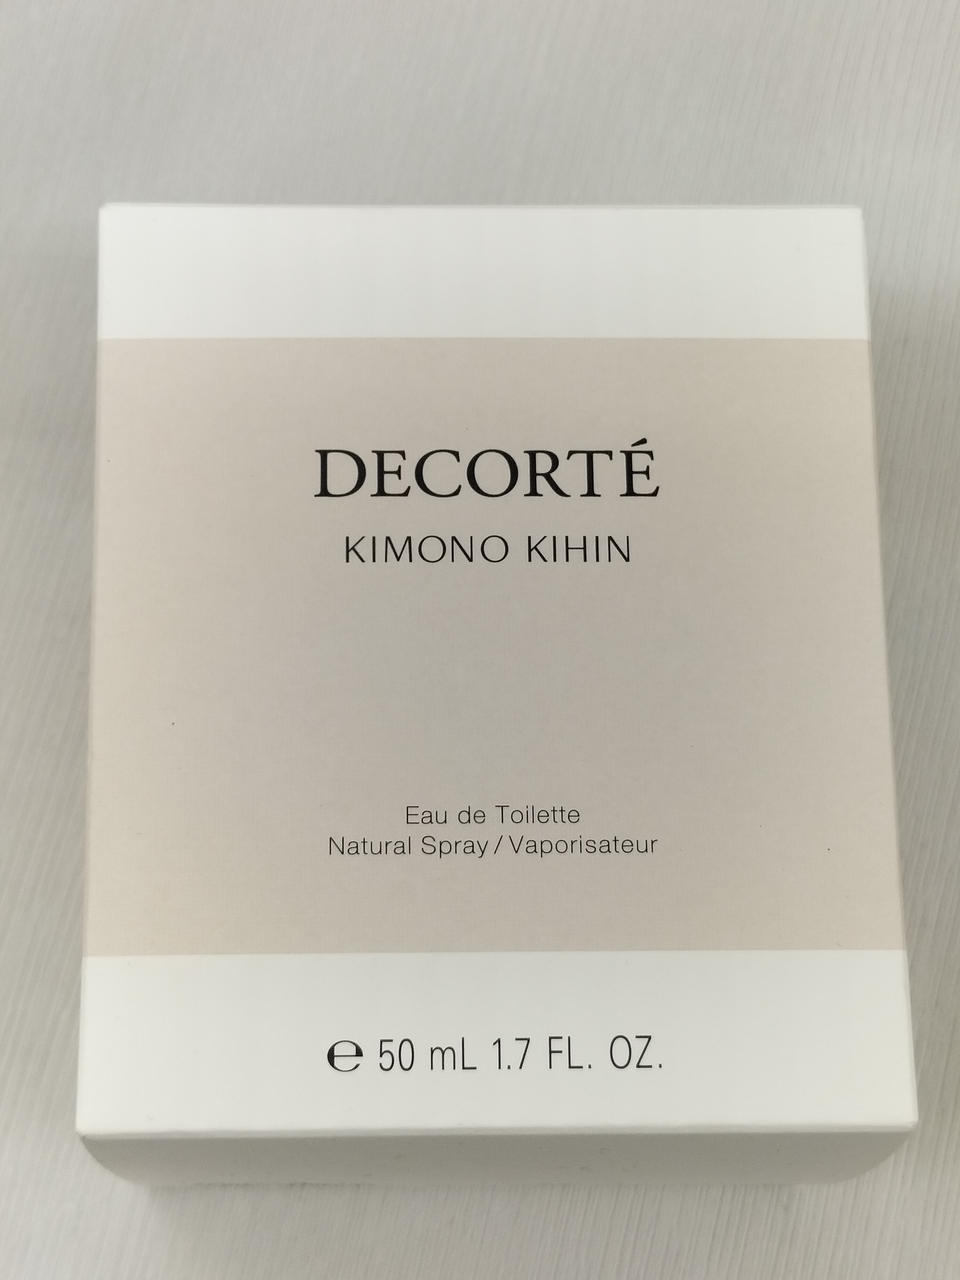 DECORTÉ
KIMONO KIHIN
Eau de Toilette
Natural Spray / Vaporisateur
℮ 50 mL 1.7 FL. OZ.